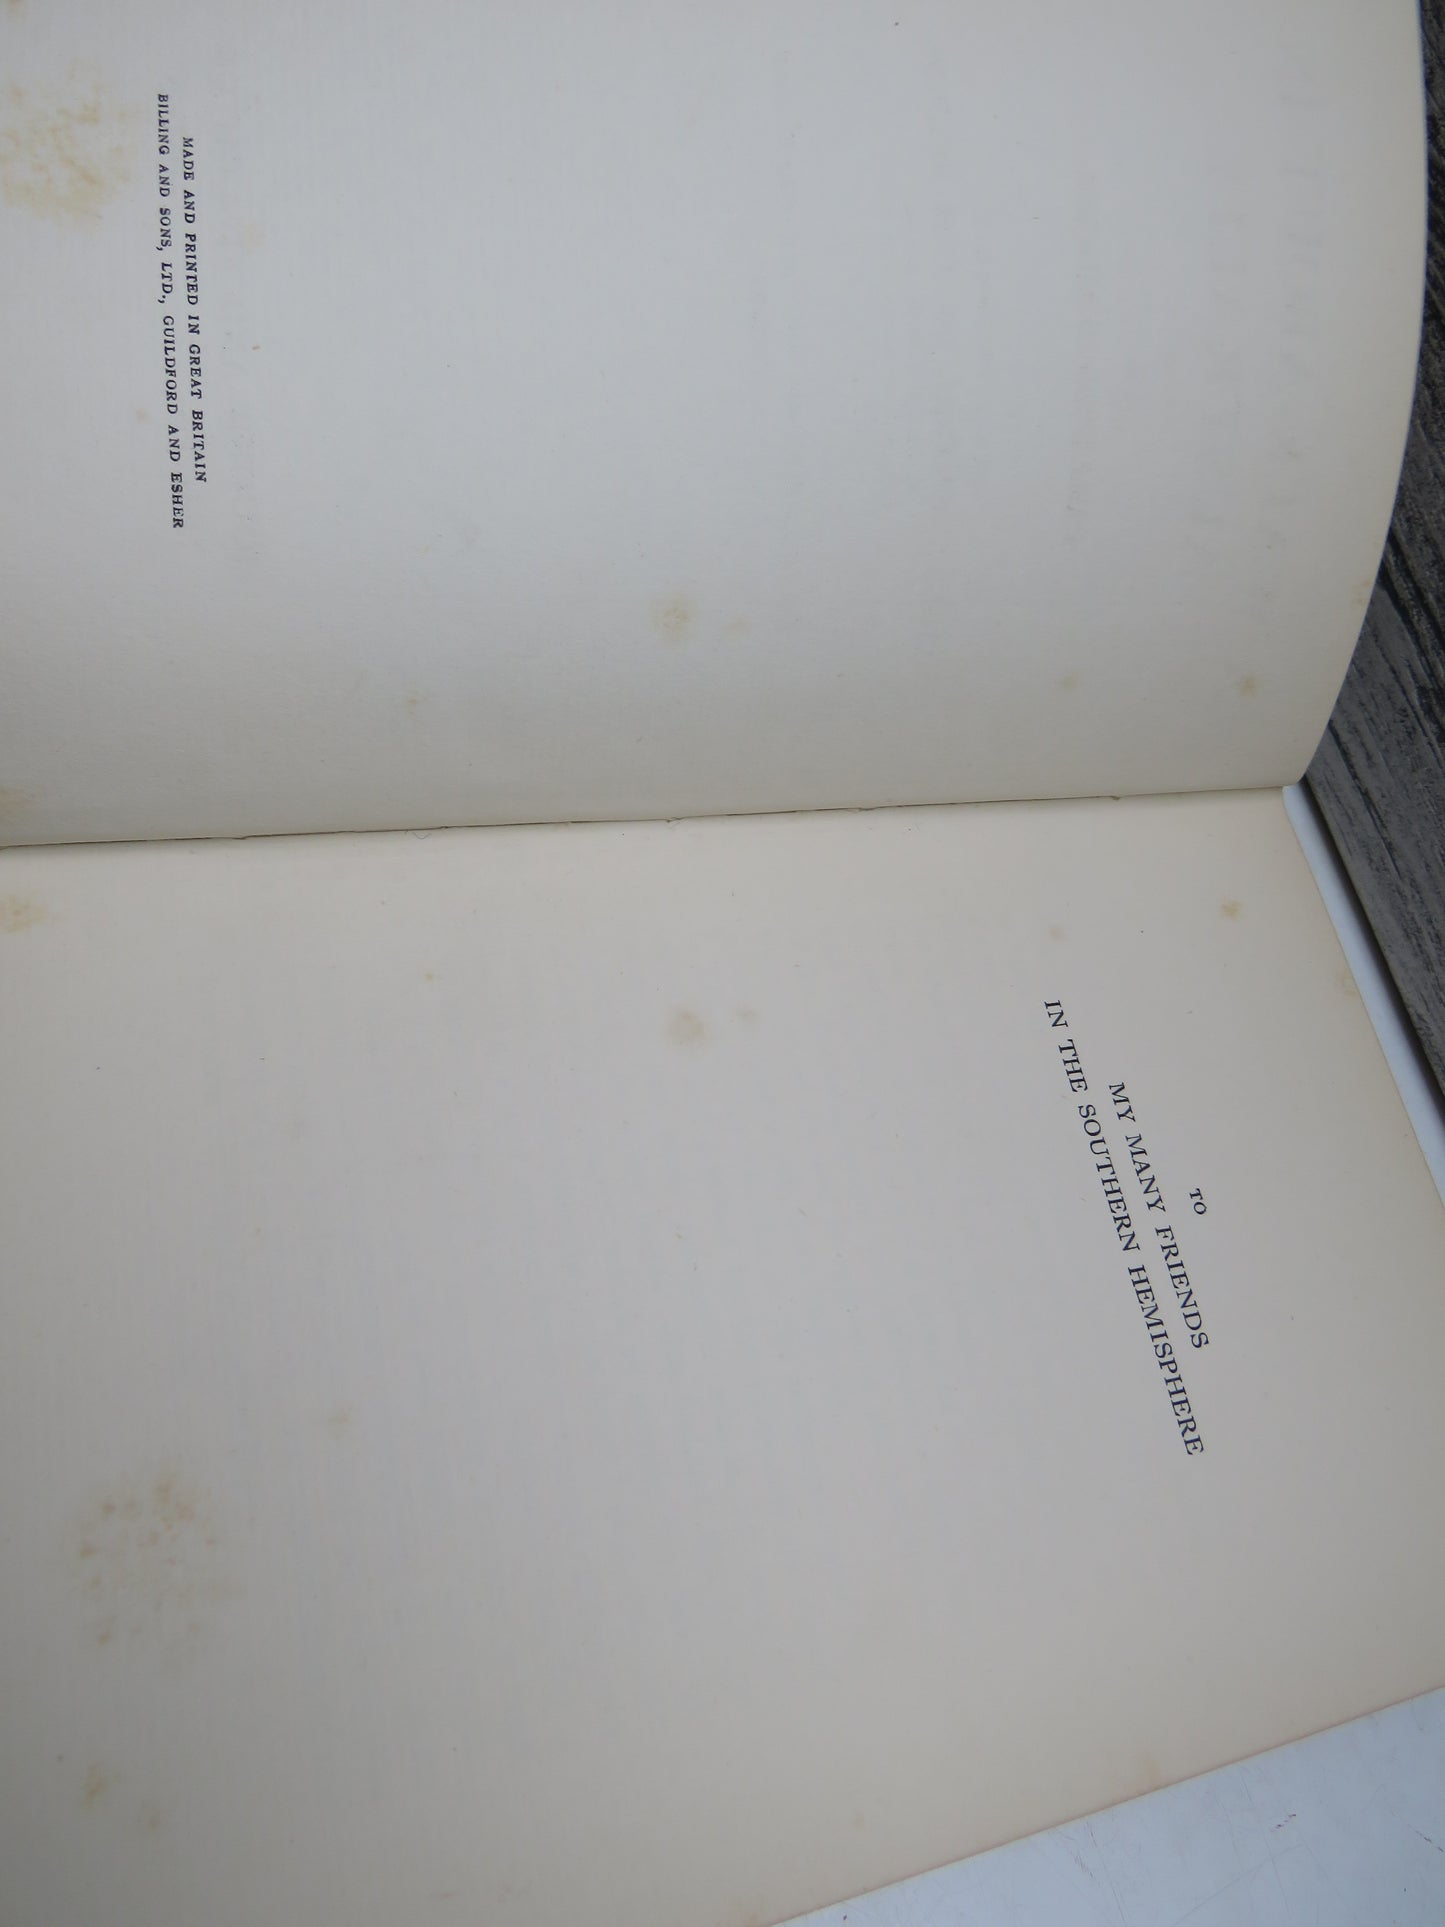 MADE AND PRINTED IN GREAT BRITAIN
BILLING AND SONS, LTD., GUILDFORD AND ESHER
TO
MY MANY FRIENDS
IN THE SOUTHERN HEMISPHERE